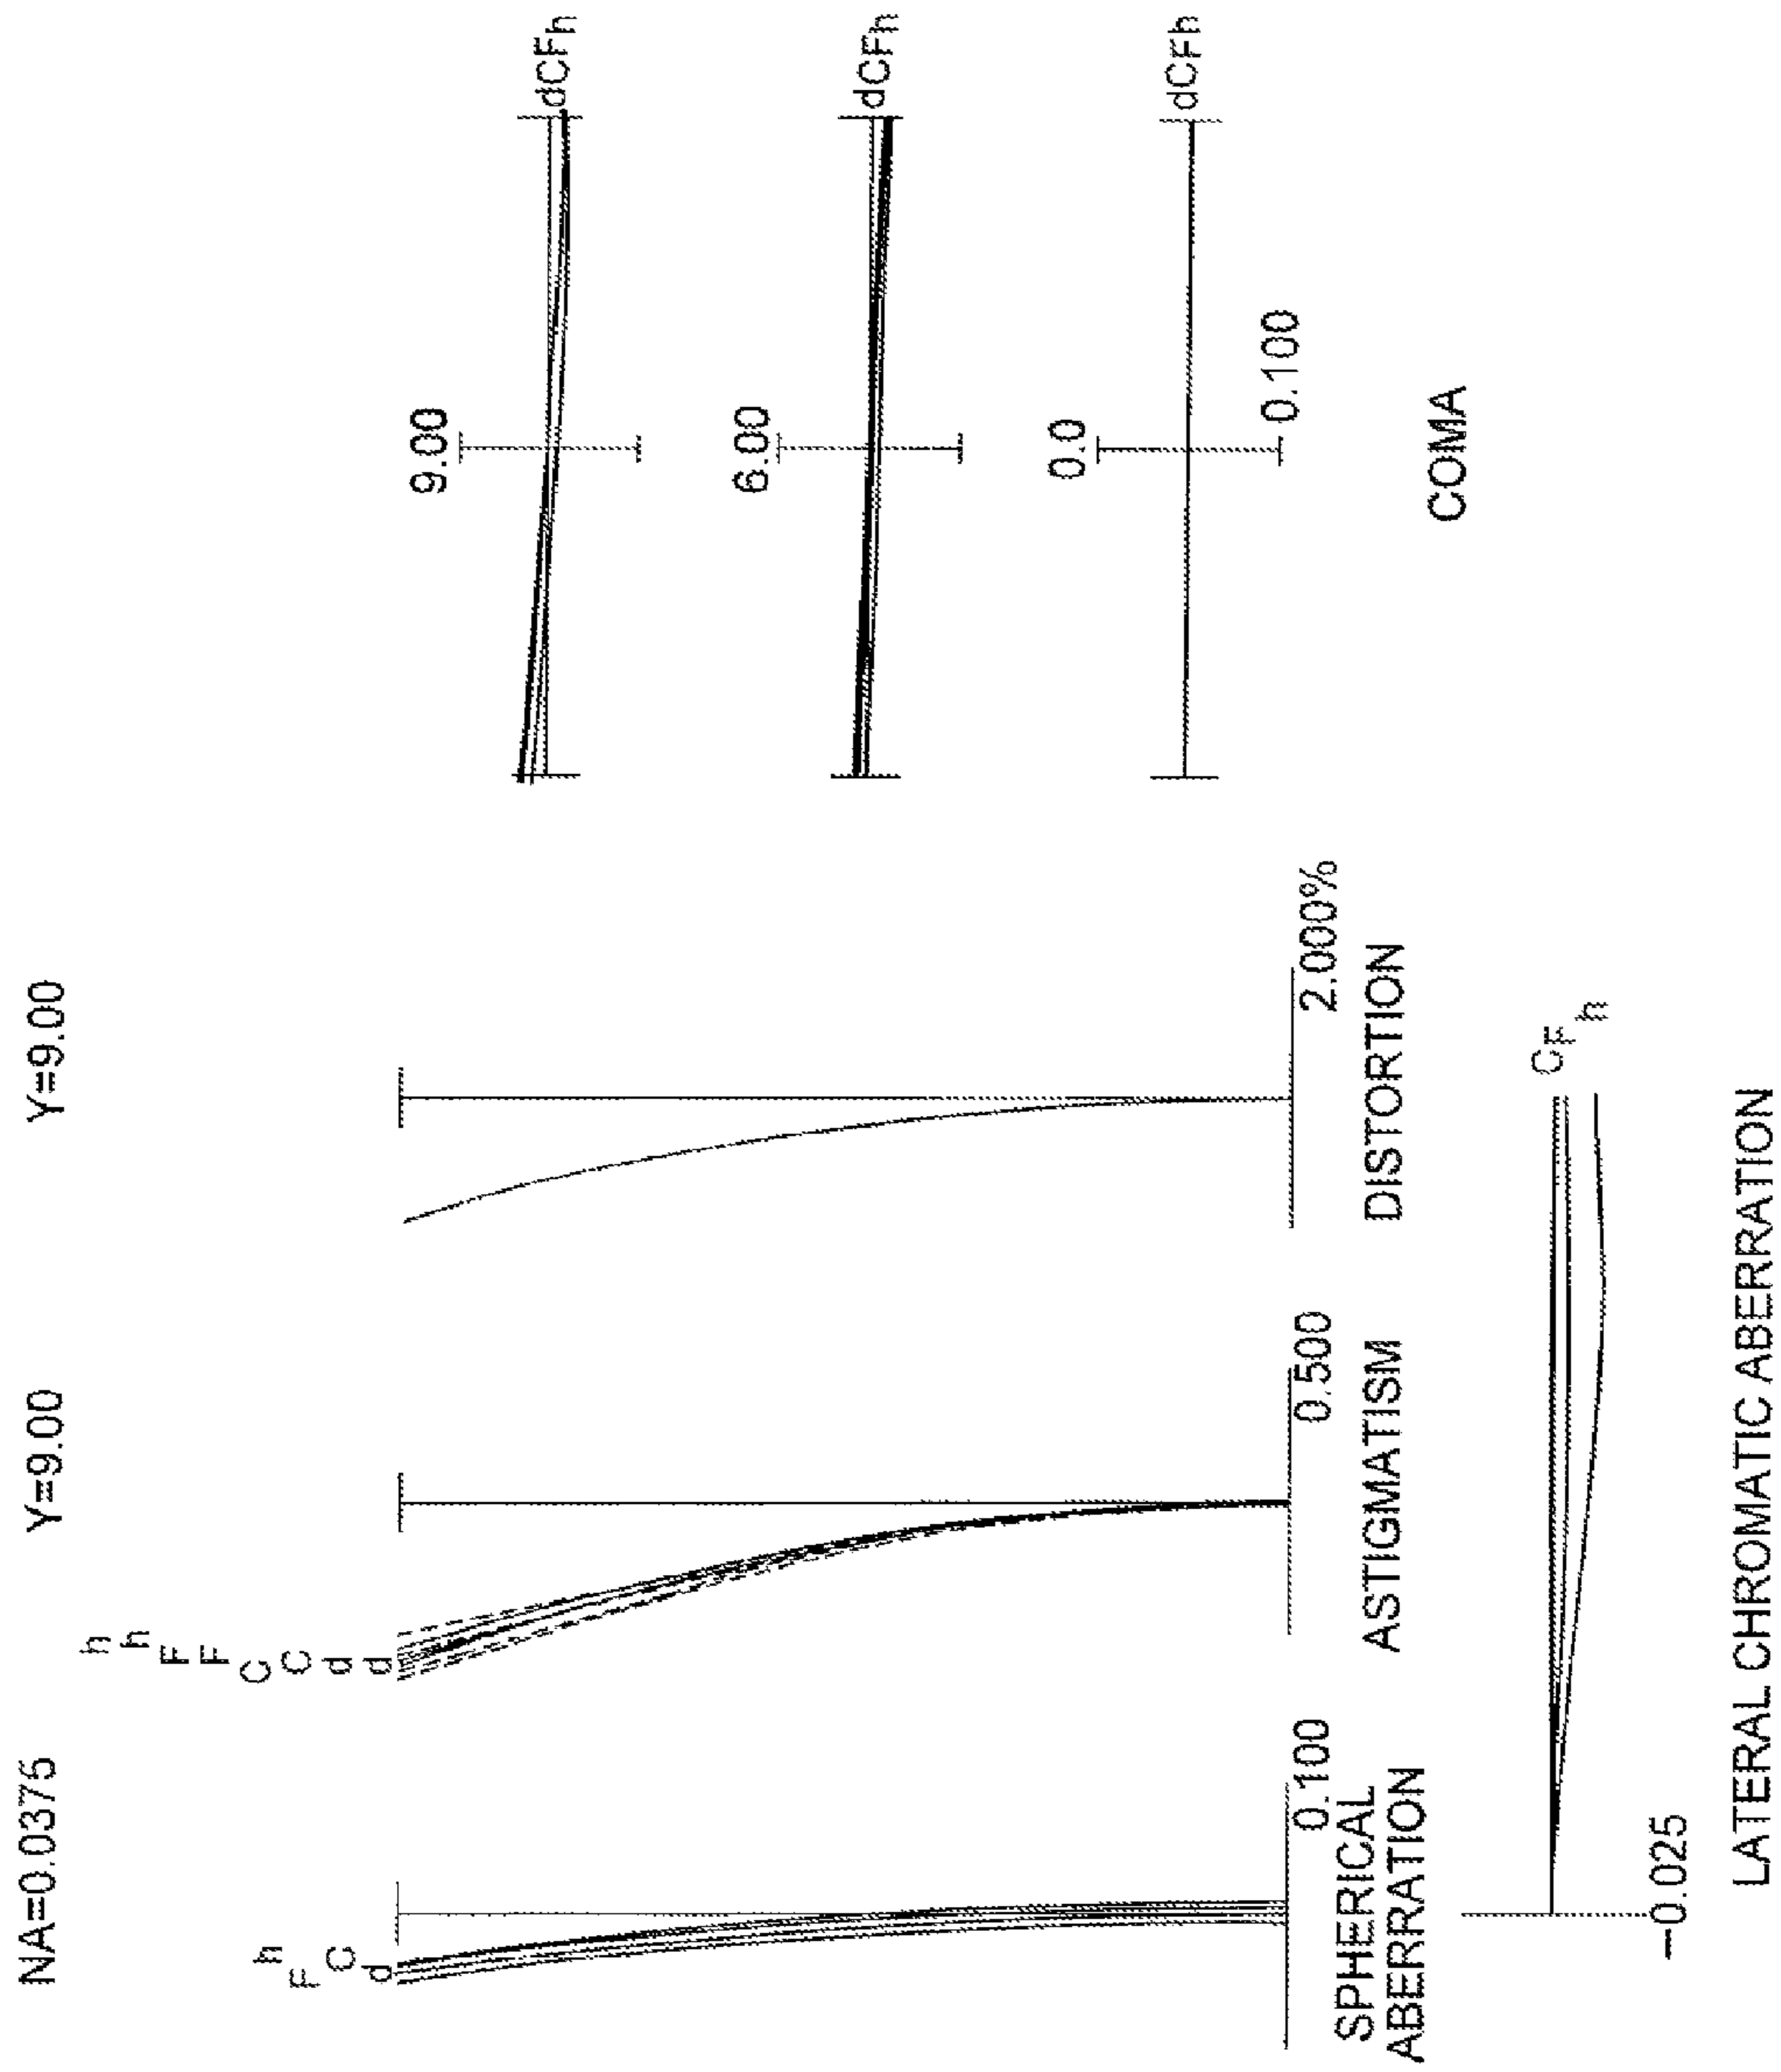 NA=0.0375
h
F
C
d
0.100
SPHERICAL
ABERRATION
Y=9.00
h
h
F
F
C
C
d
d
0.500
ASTIGMATISM
Y=9.00
2.000%
DISTORTION
9.00
dCFh
6.00
dCFh
0.0
dCFh
0.100
COMA
C
F
h
−0.025
LATERAL CHROMATIC ABERRATION